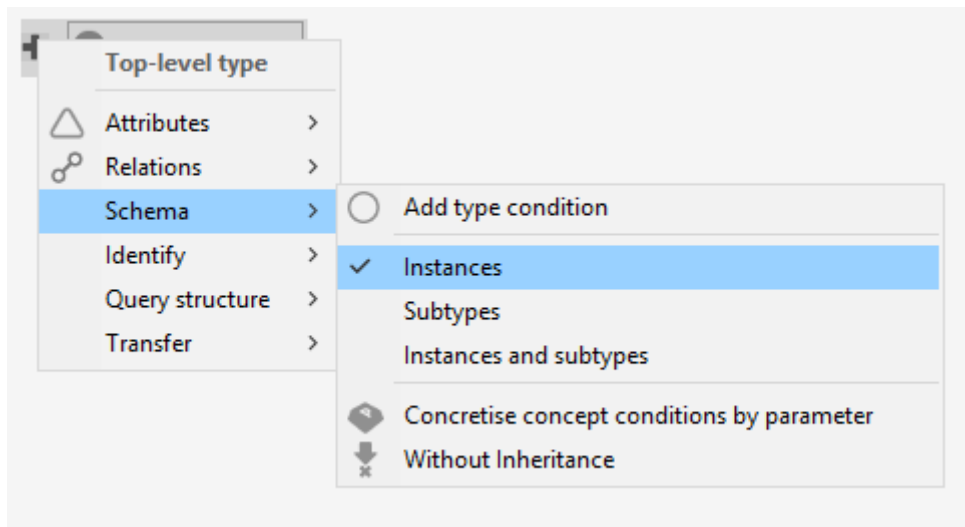 Top-level type
Attributes
Relations
Schema
Identify
Query structure
Transfer
Add type condition
Instances
Subtypes
Instances and subtypes
Concretise concept conditions by parameter
Without Inheritance